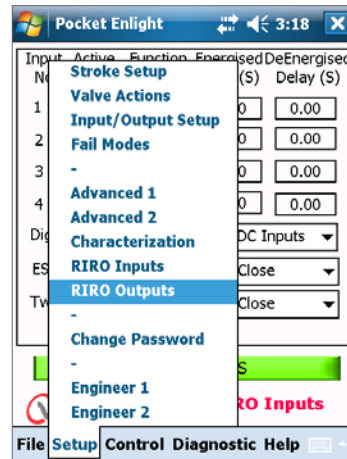 Pocket Enlight 3:18
Input Active Function Energised DeEnergised
No (S) Delay (S)
Stroke Setup
Valve Actions
Input/Output Setup
Fail Modes
-
Advanced 1
Advanced 2
Characterization
RIRO Inputs
RIRO Outputs
-
Change Password
-
Engineer 1
Engineer 2
1 0 0.00
2 0 0.00
3 0 0.00
4 0 0.00
Dig DC Inputs
ES Close
Tw Close
S
RO Inputs
File Setup Control Diagnostic Help